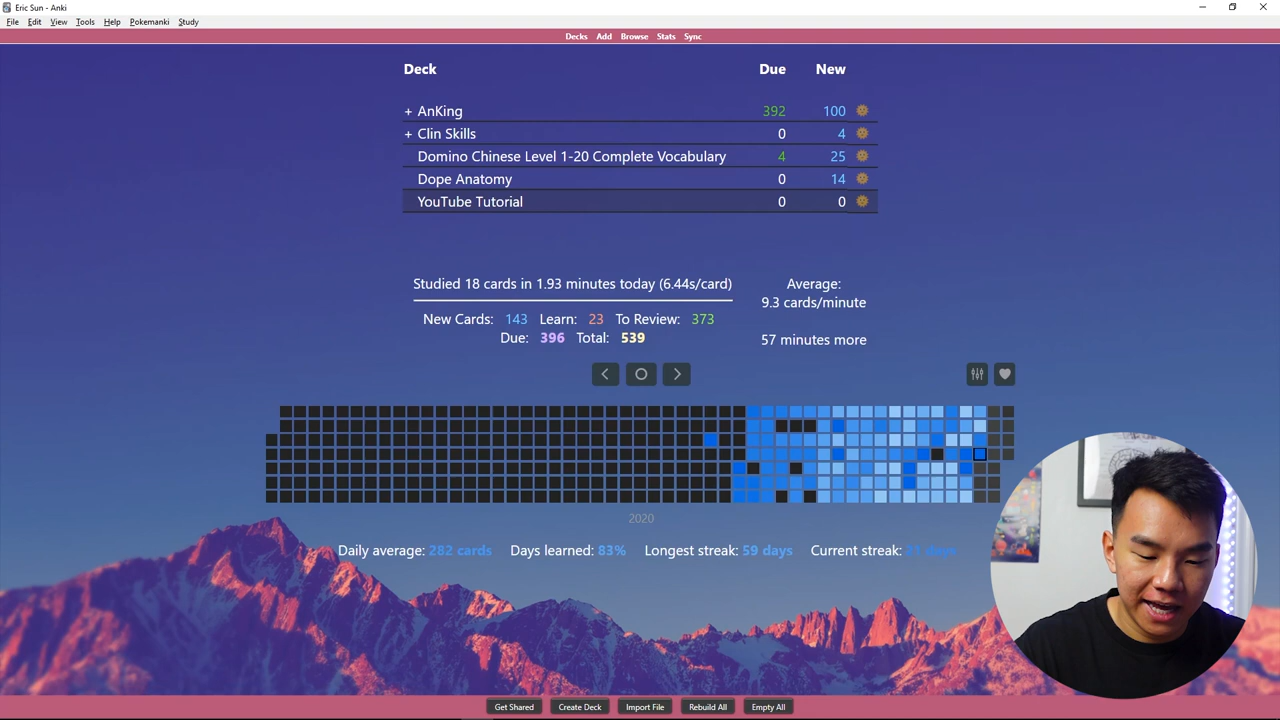 Eric Sun - Anki
File Edit View Tools Help Pokemanki Study
Decks Add Browse Stats Sync
Deck Due New
+ AnKing 392 100
+ Clin Skills 0 4
Domino Chinese Level 1-20 Complete Vocabulary 4 25
Dope Anatomy 0 14
YouTube Tutorial 0 0
Studied 18 cards in 1.93 minutes today (6.44s/card)
New Cards: 143 Learn: 23 To Review: 373
Due: 396 Total: 539
Average:
9.3 cards/minute
57 minutes more
2020
Daily average: 282 cards Days learned: 83% Longest streak: 59 days Current streak: days
Get Shared Create Deck Import File Rebuild All Empty All